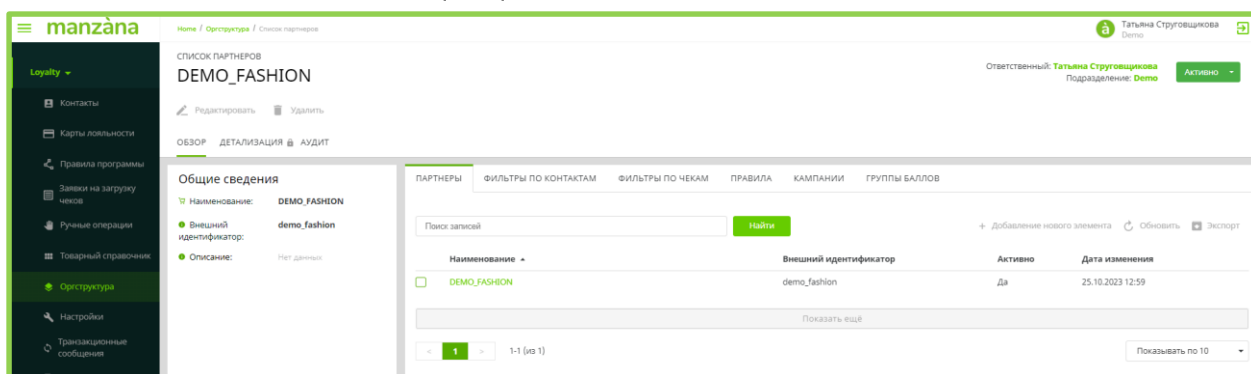 manzàna
Home / Оргструктура / Список партнеров
Татьяна Струговщикова
Demo
Loyalty
Контакты
Карты лояльности
Правила программы
Заявки на загрузку
чеков
Ручные операции
Товарный справочник
Оргструктура
Настройки
Транзакционные
сообщения
СПИСОК ПАРТНЕРОВ
DEMO_FASHION
Ответственный: Татьяна Струговщикова
Подразделение: Demo
Активно
Редактировать Удалить
ОБЗОР ДЕТАЛИЗАЦИЯ АУДИТ
Общие сведения
Наименование: DEMO_FASHION
Внешний demo_fashion
идентификатор:
Описание: Нет данных
ПАРТНЕРЫ ФИЛЬТРЫ ПО КОНТАКТАМ ФИЛЬТРЫ ПО ЧЕКАМ ПРАВИЛА КАМПАНИИ ГРУППЫ БАЛЛОВ
Поиск записей Найти + Добавление нового элемента Обновить Экспорт
Наименование Внешний идентификатор Активно Дата изменения
DEMO_FASHION demo_fashion Да 25.10.2023 12:59
Показать ещё
< 1 > 1-1 (из 1) Показывать по 10